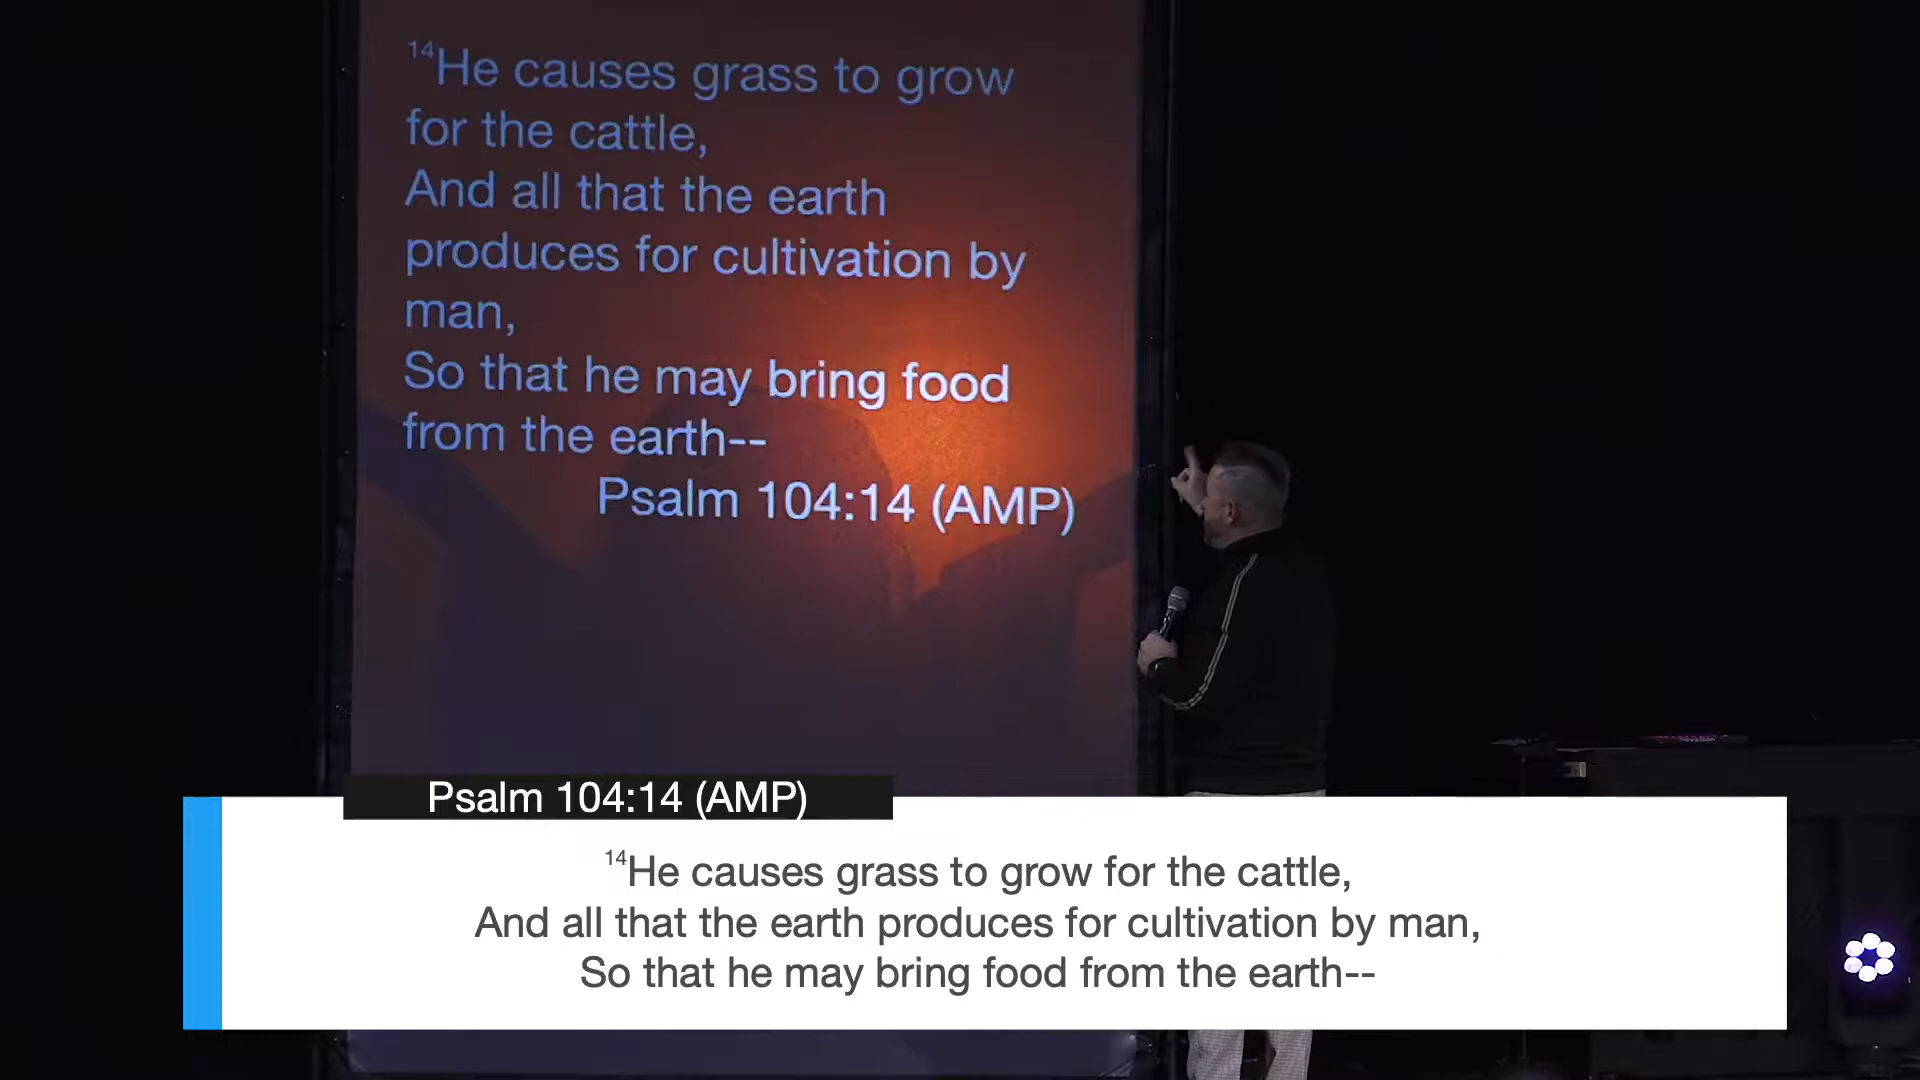 ¹⁴He causes grass to grow
for the cattle,
And all that the earth
produces for cultivation by
man,
So that he may bring food
from the earth--
Psalm 104:14 (AMP)
Psalm 104:14 (AMP)
¹⁴He causes grass to grow for the cattle,
And all that the earth produces for cultivation by man,
So that he may bring food from the earth--